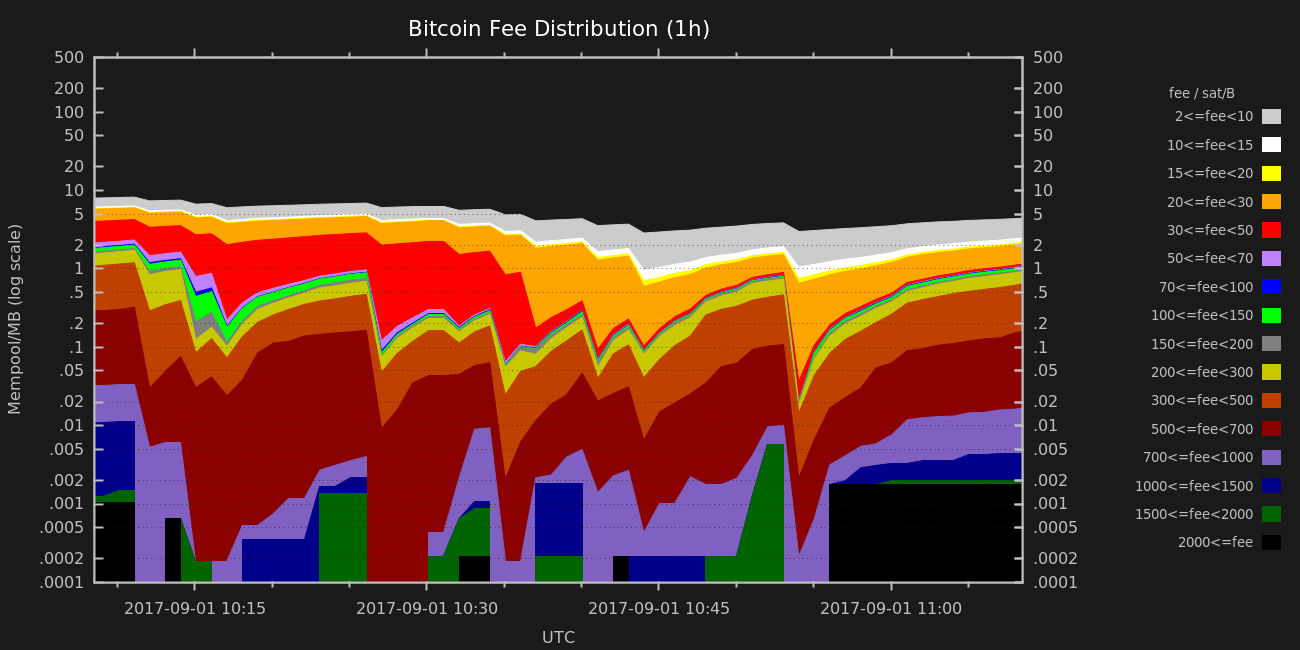 Bitcoin Fee Distribution (1h)
500
200
100
50
20
10
5
2
1
.5
.2
.1
.05
.02
.01
.005
.002
.001
.0005
.0002
.0001
Mempool/MB (log scale)
500
200
100
50
20
10
5
2
1
.5
.2
.1
.05
.02
.01
.005
.002
.001
.0005
.0002
.0001
2017-09-01 10:15
2017-09-01 10:30
2017-09-01 10:45
2017-09-01 11:00
UTC
fee / sat/B
2<=fee<10
10<=fee<15
15<=fee<20
20<=fee<30
30<=fee<50
50<=fee<70
70<=fee<100
100<=fee<150
150<=fee<200
200<=fee<300
300<=fee<500
500<=fee<700
700<=fee<1000
1000<=fee<1500
1500<=fee<2000
2000<=fee